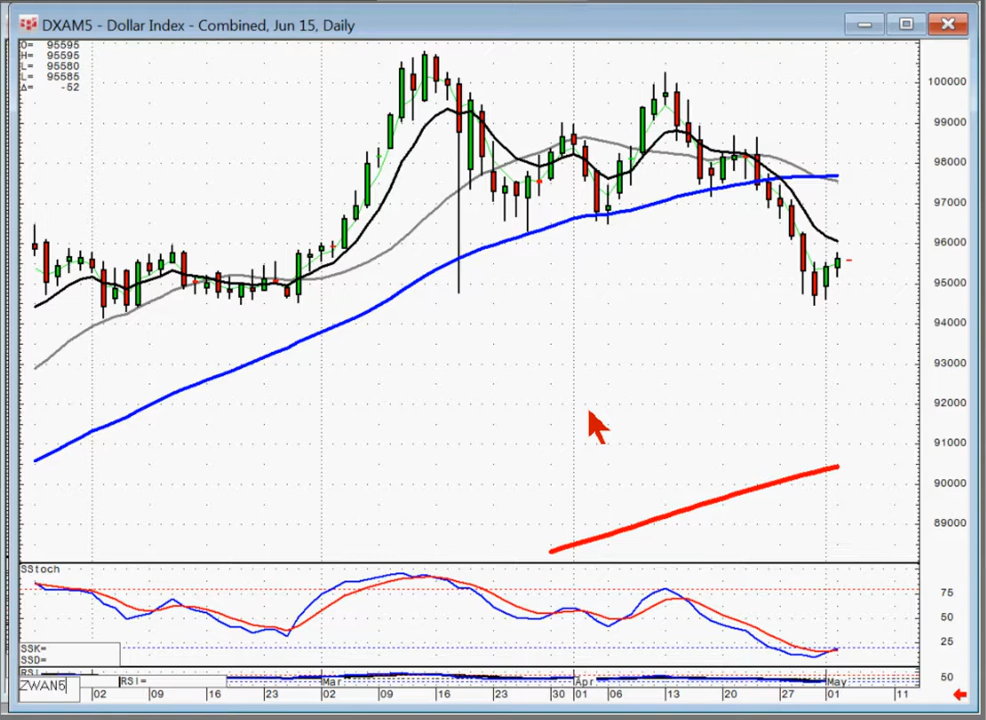 DXAM5 - Dollar Index - Combined, Jun 15, Daily
O= 95595
H= 95595
L= 95580
L= 95585
Δ= -62
100000
99000
98000
97000
96000
95000
94000
93000
92000
91000
90000
89000
SStoch
75
50
25
SSK=
SSD=
RSI
RSI=
50
ZWAN5
02 09 16 23 02 Mar 09 16 23 30 01 Apr 06 13 20 27 01 May 11